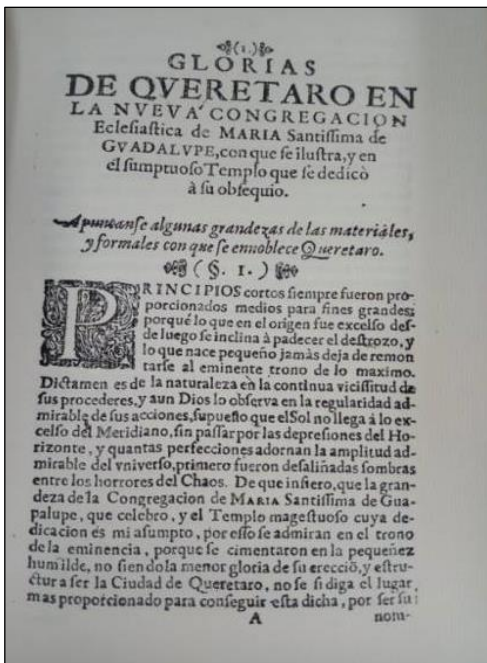 (1.)
GLORIAS
DE QVERETARO EN
LA NVEVA CONGREGACION
Eclesiaſtica de MARIA Santiſſima de
GVADALVPE, con que ſe iluſtra, y en
el ſumptuoſo Templo que ſe dedicò
à ſu obſequio.
Apuntanſe algunas grandezas de las materiales,
y formales con que ſe ennoblece Queretaro.
(§. 1.)
PRINCIPIOS cortos ſiempre fueron pro-
porcionados medios para fines grandes;
porquè lo que en el origen fue excelſo deſ-
de luego ſe inclina à padecer el deſtrozo, y
lo que nace pequeño jamàs deja de remon
tarſe al eminente trono de lo maximo.
Dictamen es de la naturaleza en la continua viciſſitud de
ſus procederes, y aun Dios lo obſerva en la regularidad ad-
mirable de sus acciones, ſupueſto que el Sol no llega à lo ex-
celſo del Meridiano, ſin paſſar por las depreſiones del Ho-
rizonte, y quantas perfecciones adornan la amplitud ad-
mirable del vniverſo, primero fueron deſaliñadas ſombras
entre los horrores del Chaos. De que infiero, que la gran-
deza de la Congregacion de MARIA Santiſſima de Gua-
palupe, que celebro, y el Templo mageſtuoſo cuya de-
dicacion es mi aſumpto, por eſſo ſe admiran en el trono
de la eminencia, porque ſe cimentaron en la pequeñez
humilde, no ſiendo la menor gloria de ſu erecciõ, y eſtru-
ctura ſer la Ciudad de Queretaro, no ſe ſi diga el lugar
mas proporcionado para conſeguir eſta dicha, por ſer ſu
A nom-